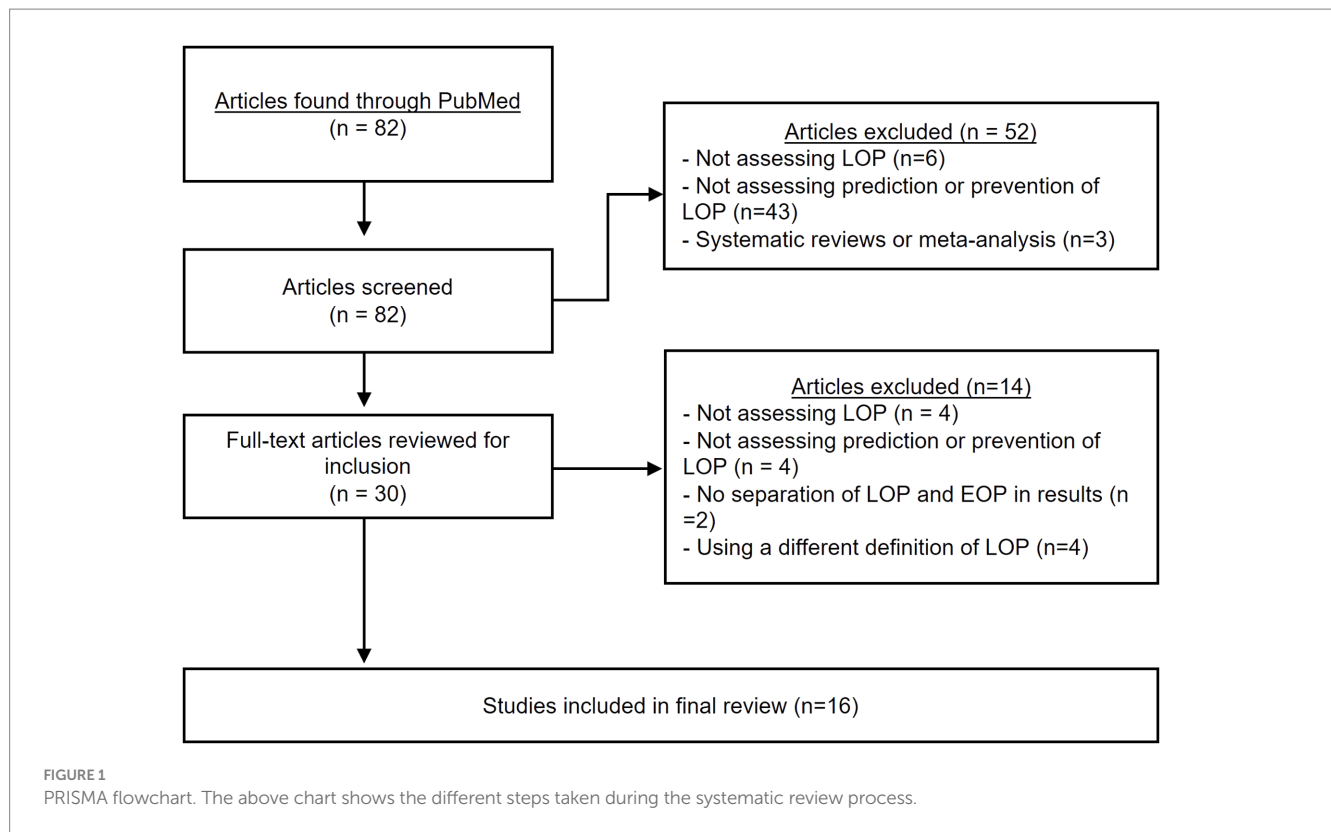 Articles found through PubMed
(n = 82)
Articles excluded (n = 52)
- Not assessing LOP (n=6)
- Not assessing prediction or prevention of
LOP (n=43)
- Systematic reviews or meta-analysis (n=3)
Articles screened
(n = 82)
Articles excluded (n=14)
- Not assessing LOP (n = 4)
- Not assessing prediction or prevention of
LOP (n = 4)
- No separation of LOP and EOP in results (n
=2)
- Using a different definition of LOP (n=4)
Full-text articles reviewed for
inclusion
(n = 30)
Studies included in final review (n=16)
FIGURE 1
PRISMA flowchart. The above chart shows the different steps taken during the systematic review process.